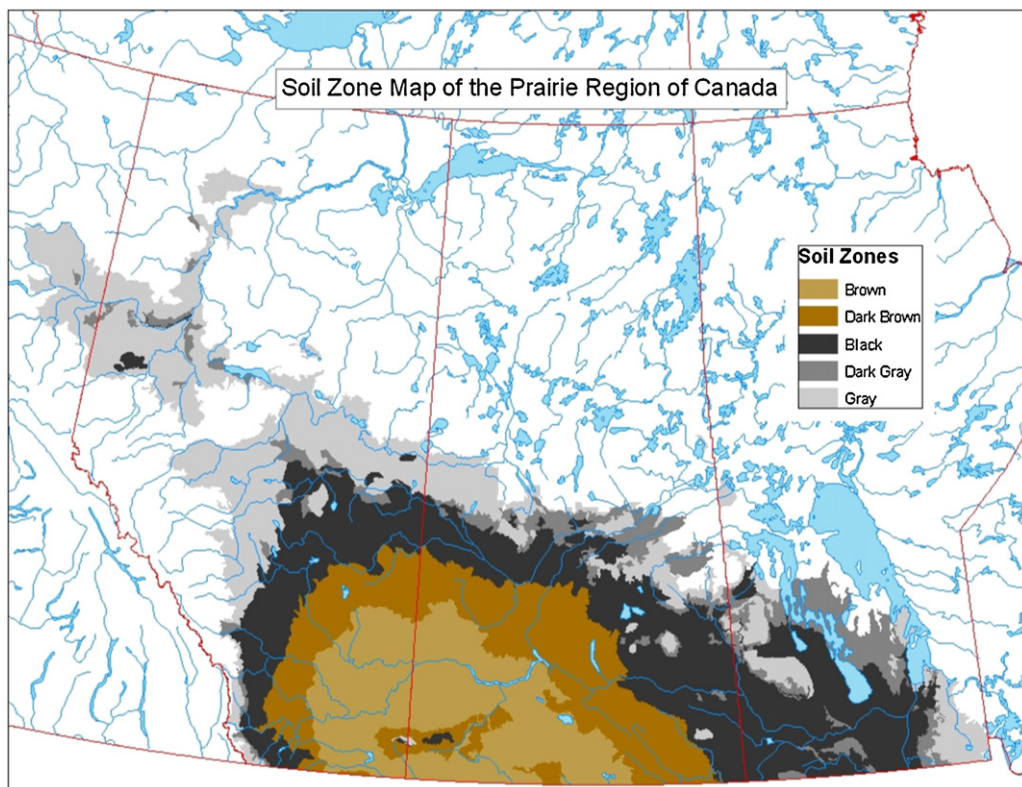 Soil Zone Map of the Prairie Region of Canada
Soil Zones
Brown
Dark Brown
Black
Dark Gray
Gray